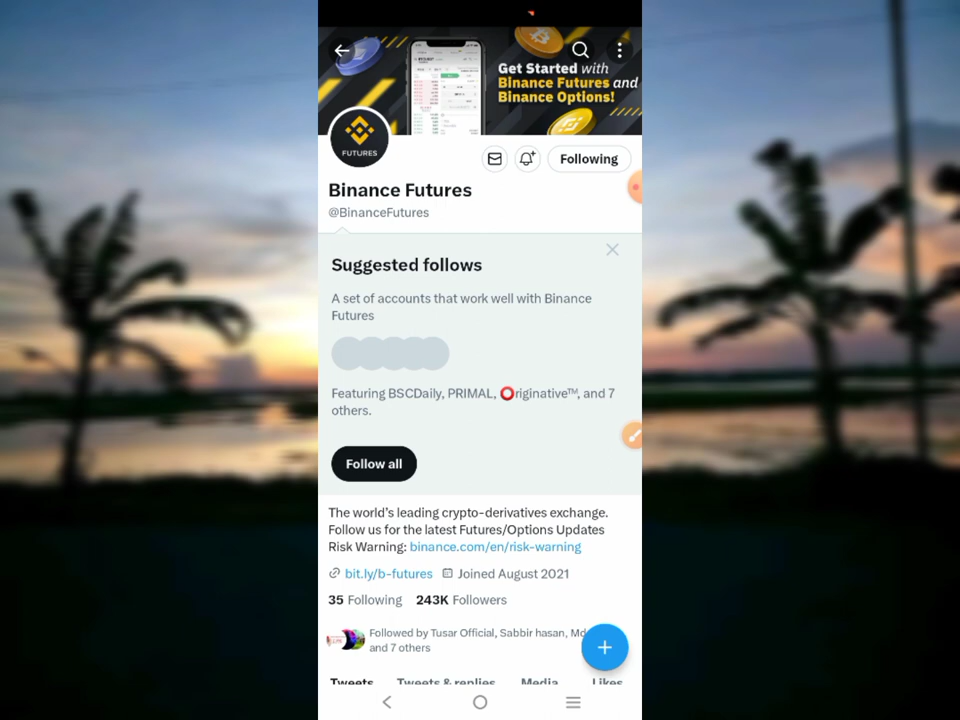 Get Started with
Binance Futures and
Binance Options!
FUTURES
Following
Binance Futures
@BinanceFutures
Suggested follows
A set of accounts that work well with Binance
Futures
Featuring BSCDaily, PRIMAL, ⭕riginative™, and 7
others.
Follow all
The world's leading crypto-derivatives exchange.
Follow us for the latest Futures/Options Updates
Risk Warning: binance.com/en/risk-warning
bit.ly/b-futures Joined August 2021
35 Following 243K Followers
Followed by Tusar Official, Sabbir hasan, Md
and 7 others
Tweets Tweets & replies Media Likes